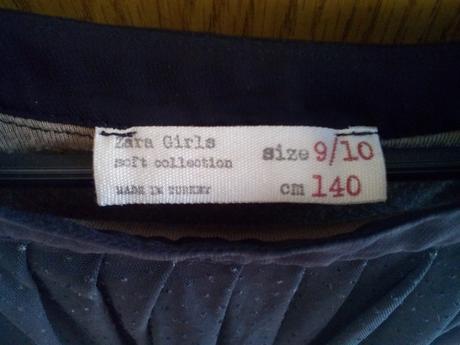 Zara Girls
soft collection
MADE IN TURKEY
size 9/10
cm 140